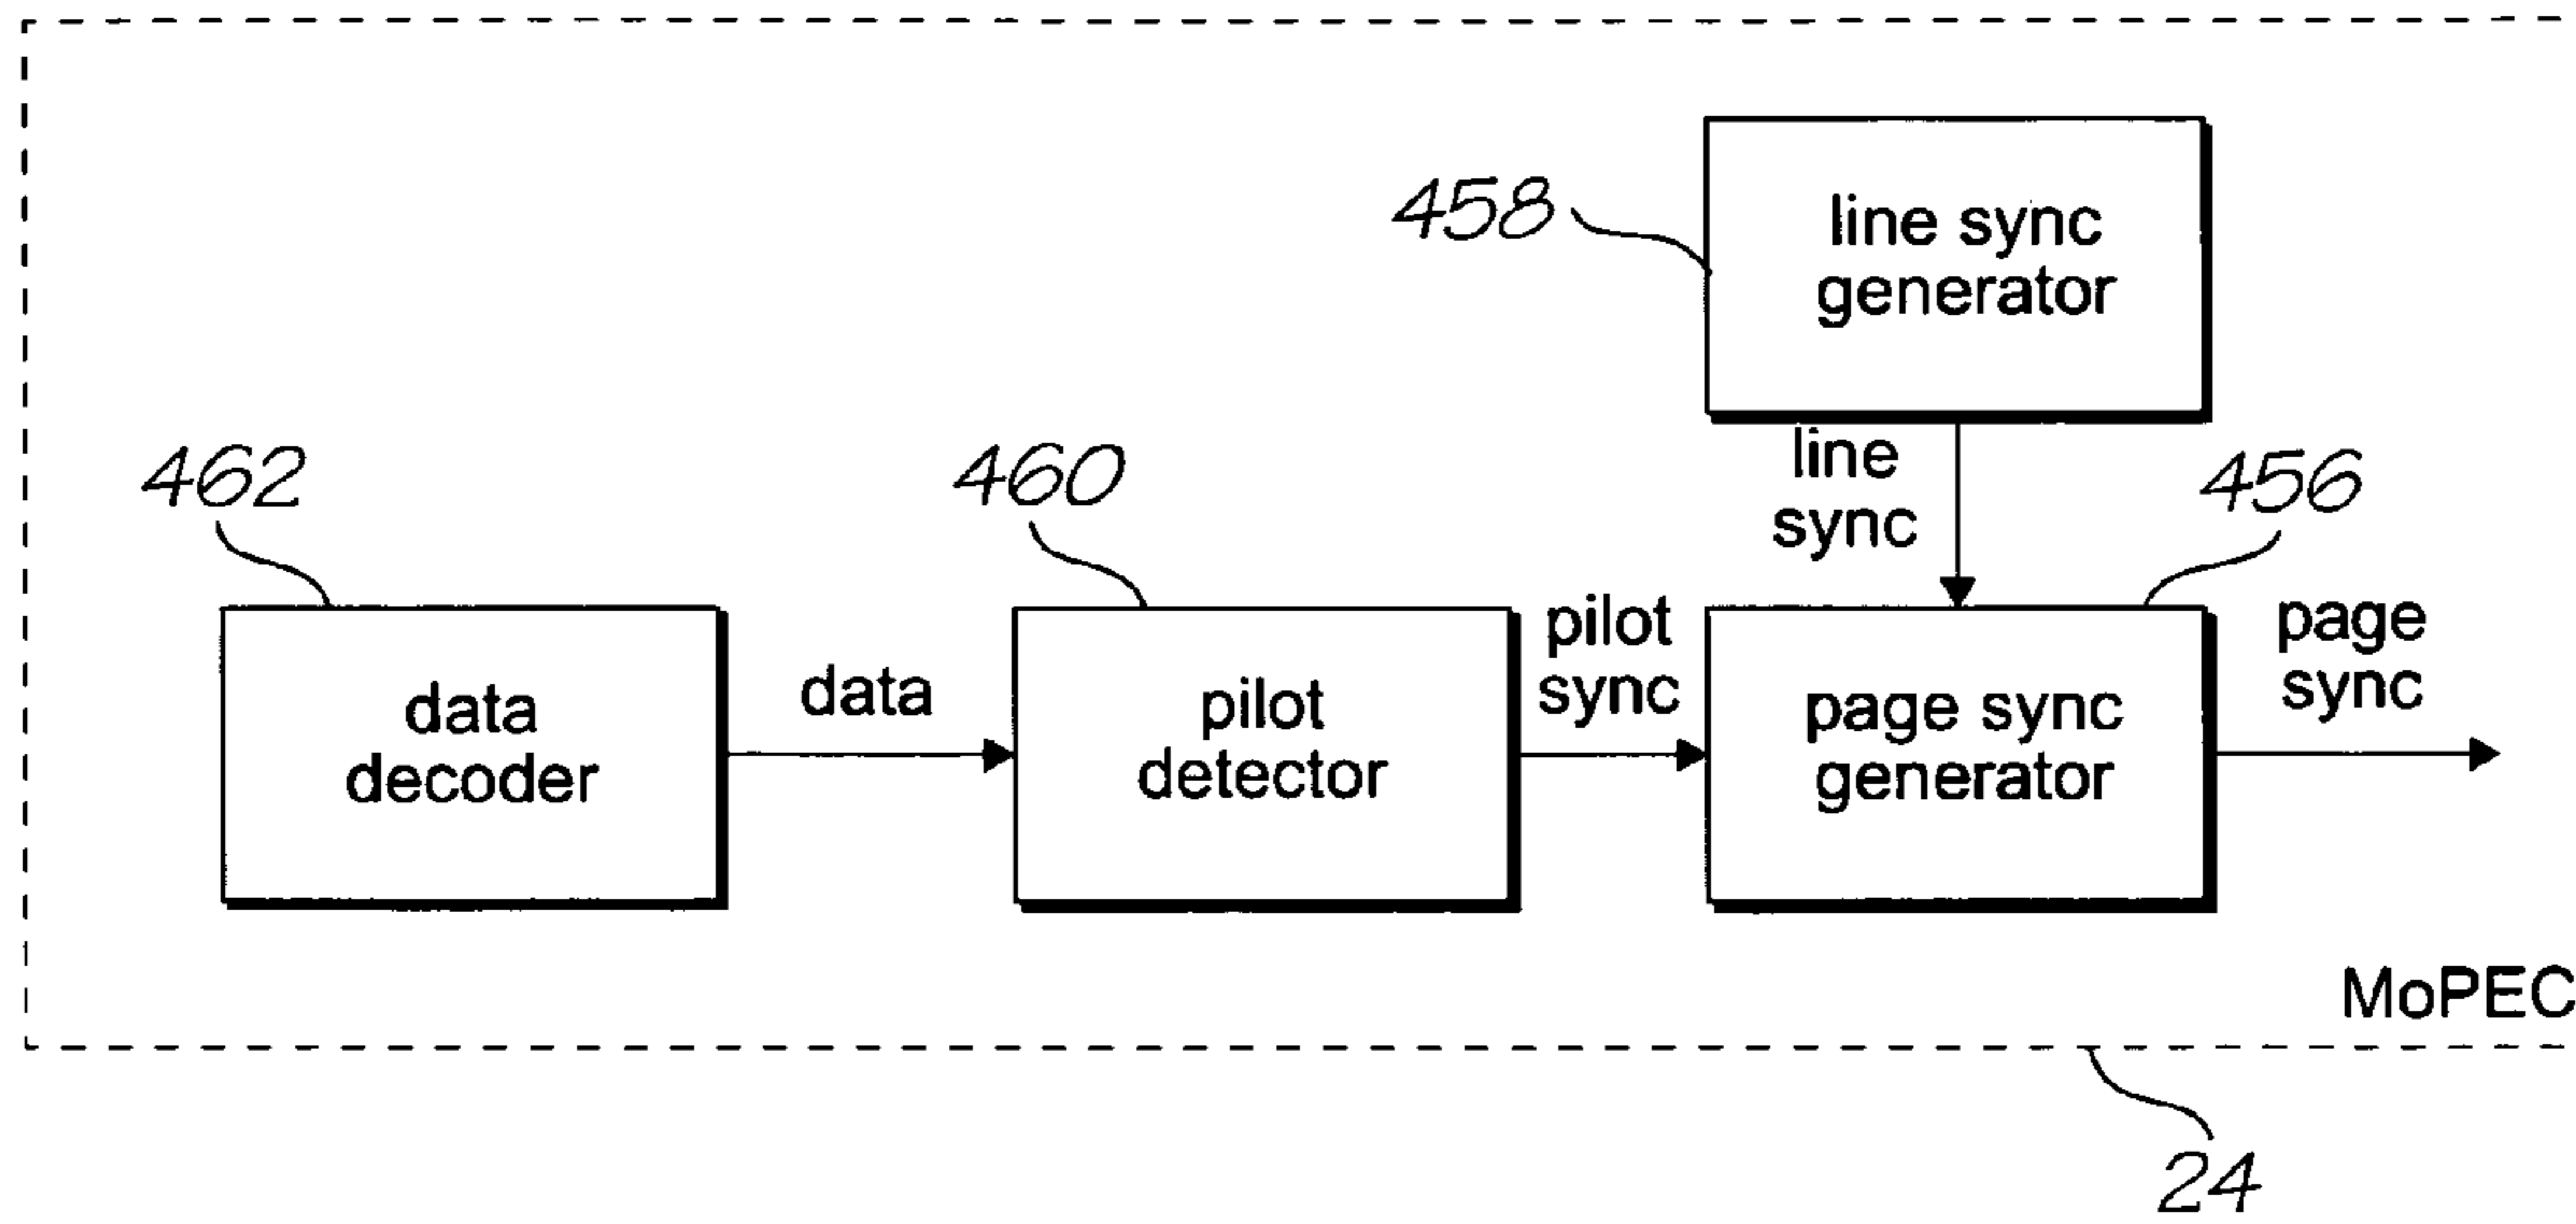 458
line sync
generator
line
sync
462
460
456
data
decoder
data
pilot
detector
pilot
sync
page sync
generator
page
sync
MoPEC
24